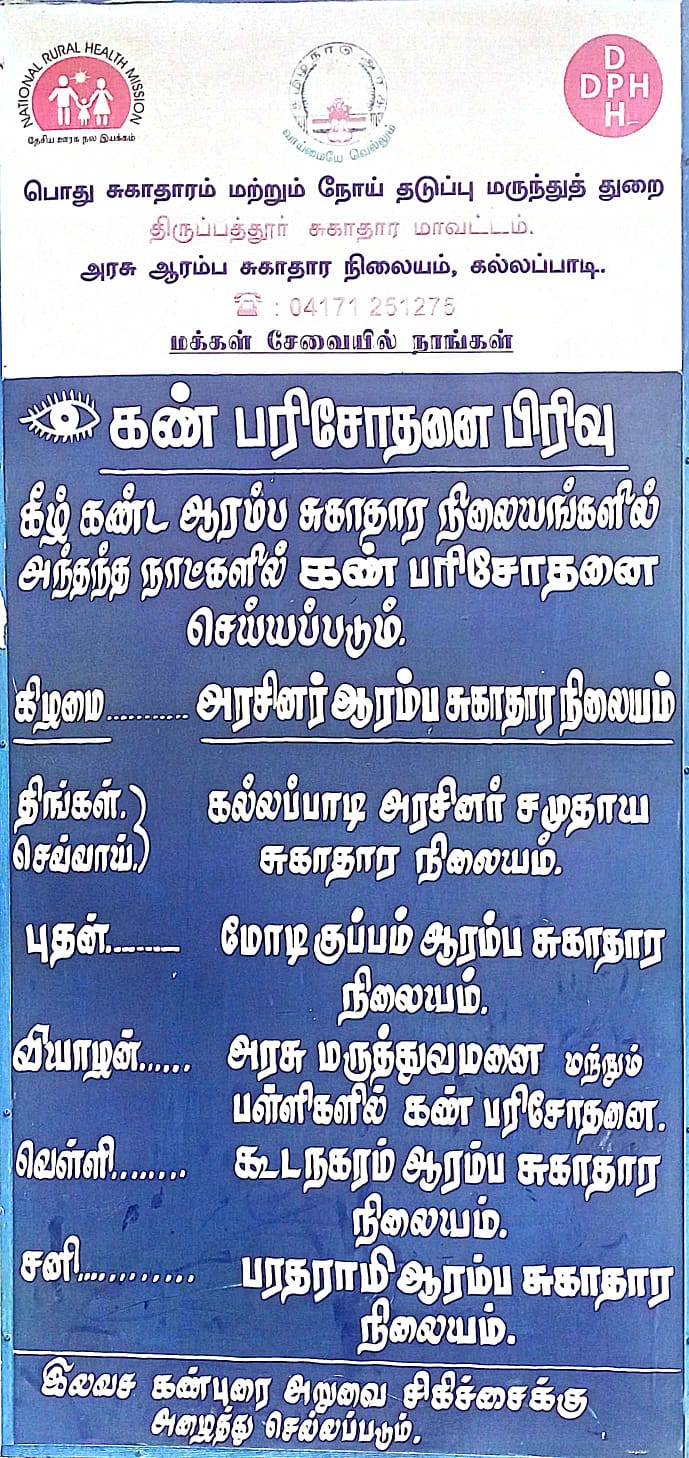 NATIONAL RURAL HEALTH MISSION
தேசிய ஊரக நல இயக்கம்
தமிழ்நாடு அரசு
வாய்மையே வெல்லும்
D
DPH
H
பொது சுகாதாரம் மற்றும் நோய் தடுப்பு மருந்துத் துறை
திருப்பத்தூர் சுகாதார மாவட்டம்.
அரசு ஆரம்ப சுகாதார நிலையம், கல்லப்பாடி.
☎ : 04171 251275
மக்கள் சேவையில் நாங்கள்
கண் பரிசோதனை பிரிவு
கீழ் கண்ட ஆரம்ப சுகாதார நிலையங்களில்
அந்தந்த நாட்களில் கண் பரிசோதனை
செய்யப்படும்.
கிழமை........... அரசினர் ஆரம்ப சுகாதார நிலையம்
திங்கள்.} கல்லப்பாடி அரசினர் சமுதாய
செவ்வாய்.} சுகாதார நிலையம்.
புதன்......... மோடி குப்பம் ஆரம்ப சுகாதார
நிலையம்.
வியாழன்...... அரசு மருத்துவமனை மற்றும்
பள்ளிகளில் கண் பரிசோதனை.
வெள்ளி........ கூடநகரம் ஆரம்ப சுகாதார
நிலையம்.
சனி............ பரதராமி ஆரம்ப சுகாதார
நிலையம்.
இலவச கண்புரை அறுவை சிகிச்சைக்கு
அழைத்து செல்லப்படும்.